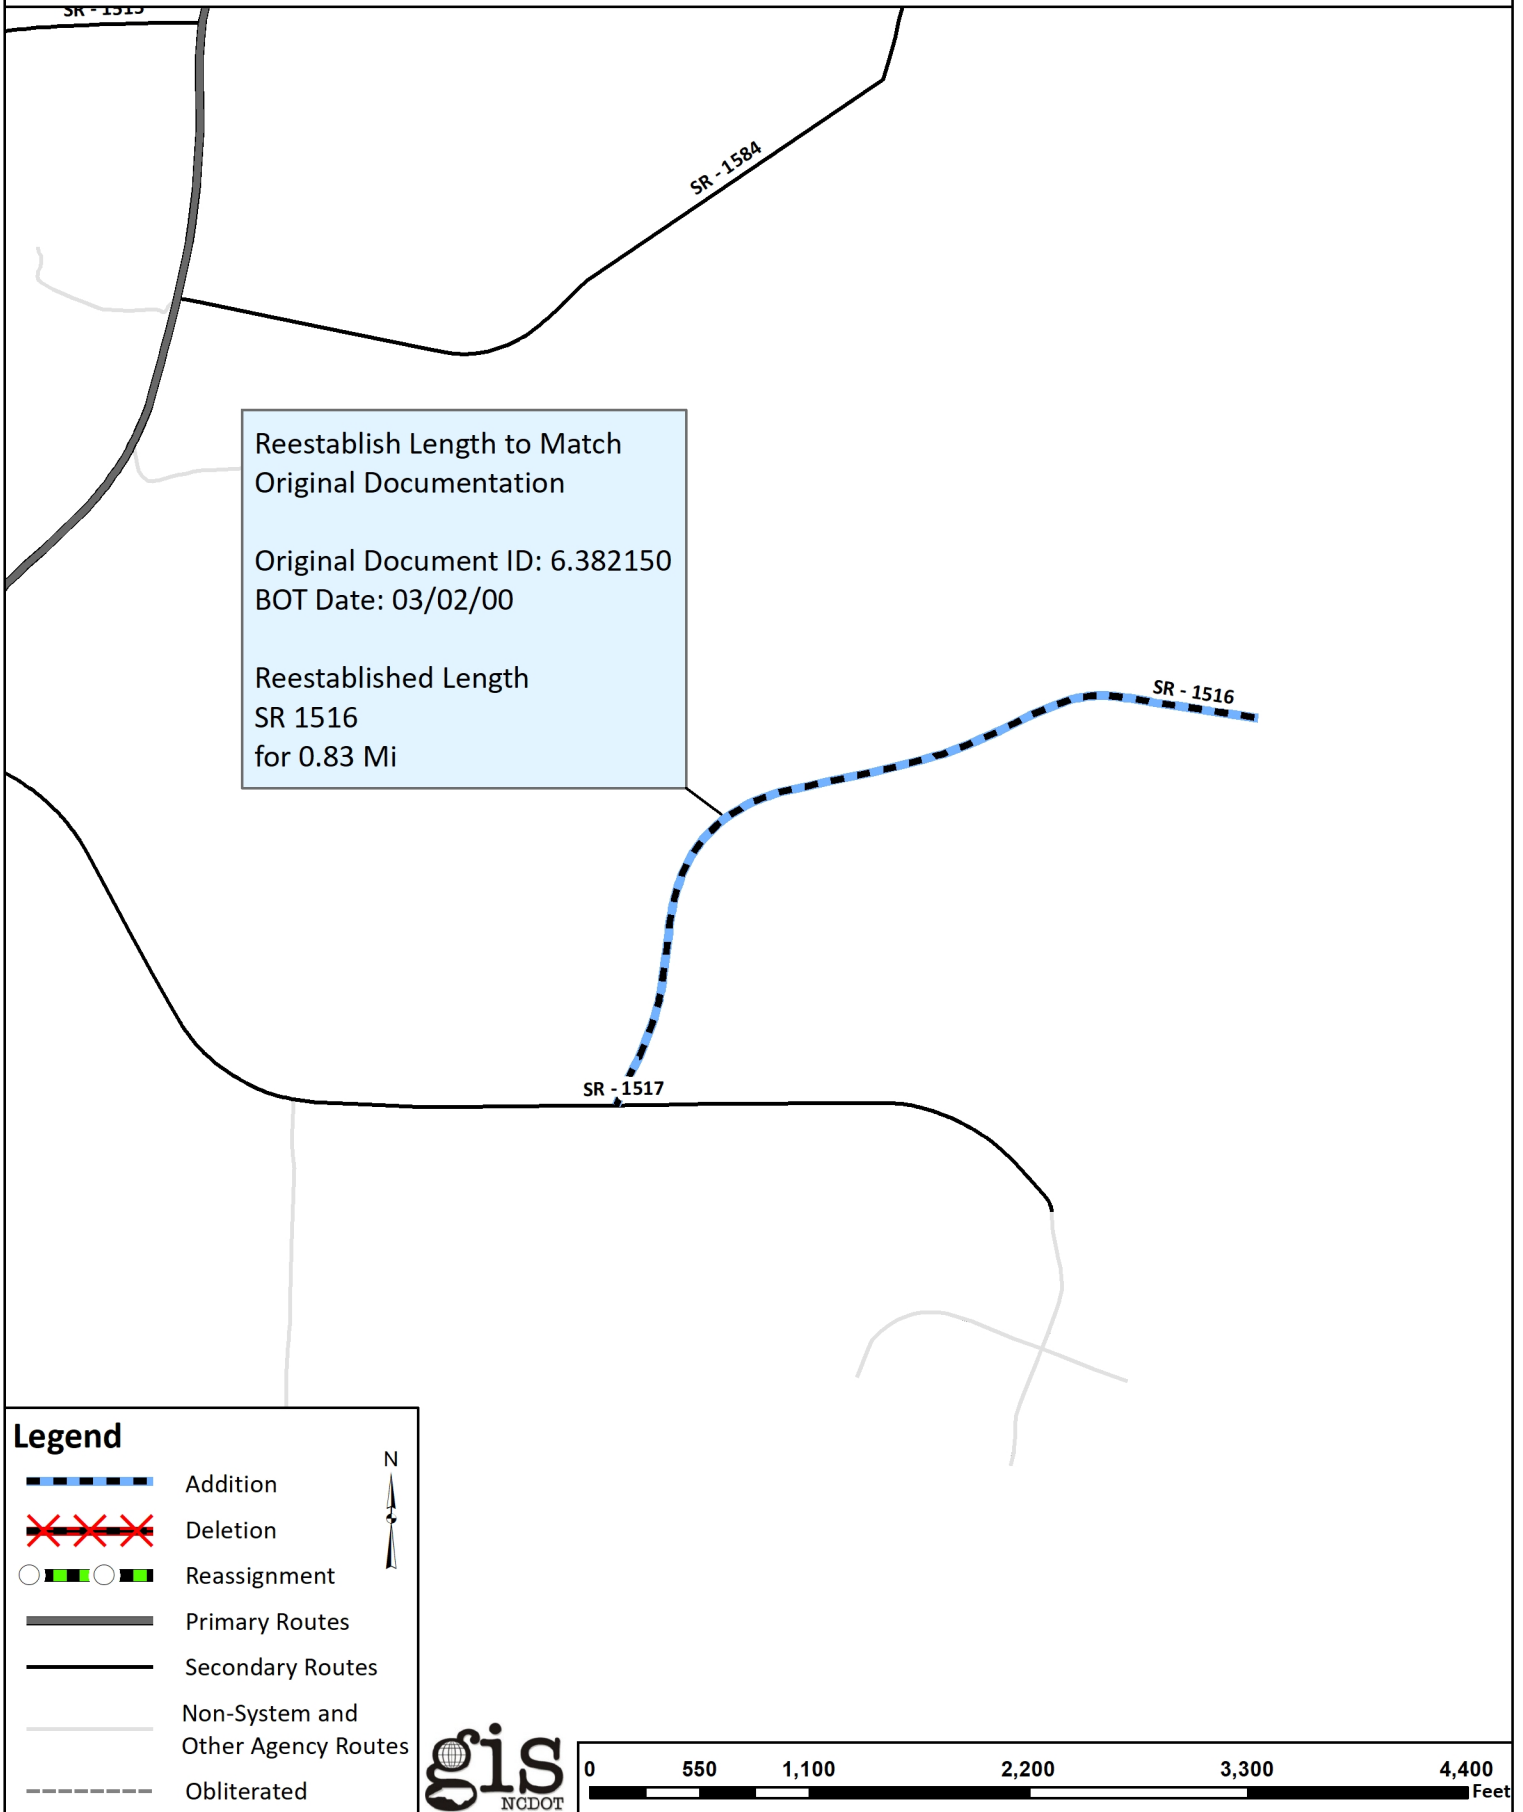 SR - 1515
SR - 1584
Reestablish Length to Match
Original Documentation
Original Document ID: 6.382150
BOT Date: 03/02/00
Reestablished Length
SR 1516
for 0.83 Mi
SR - 1516
SR - 1517
Legend
N
Addition
Deletion
Reassignment
Primary Routes
Secondary Routes
Non-System and
Other Agency Routes
Obliterated
gis
NCDOT
0 550 1,100 2,200 3,300 4,400
Feet